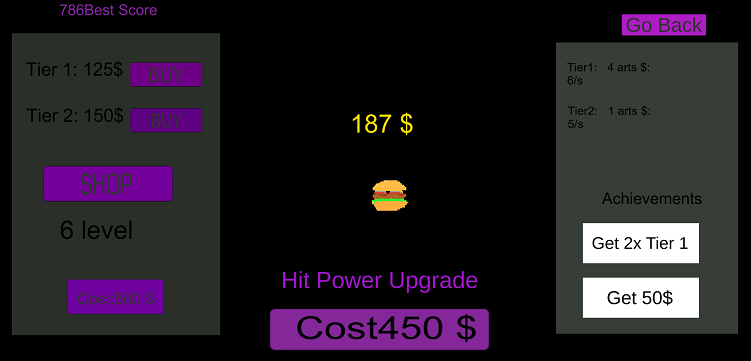 786Best Score
Go Back
Tier 1: 125$ BUY
Tier 2: 150$ BUY
SHOP
6 level
187 $
Hit Power Upgrade
Cost450 $
Tier1: 4 arts $:
6/s
Tier2: 1 arts $:
5/s
Achievements
Get 2x Tier 1
Get 50$